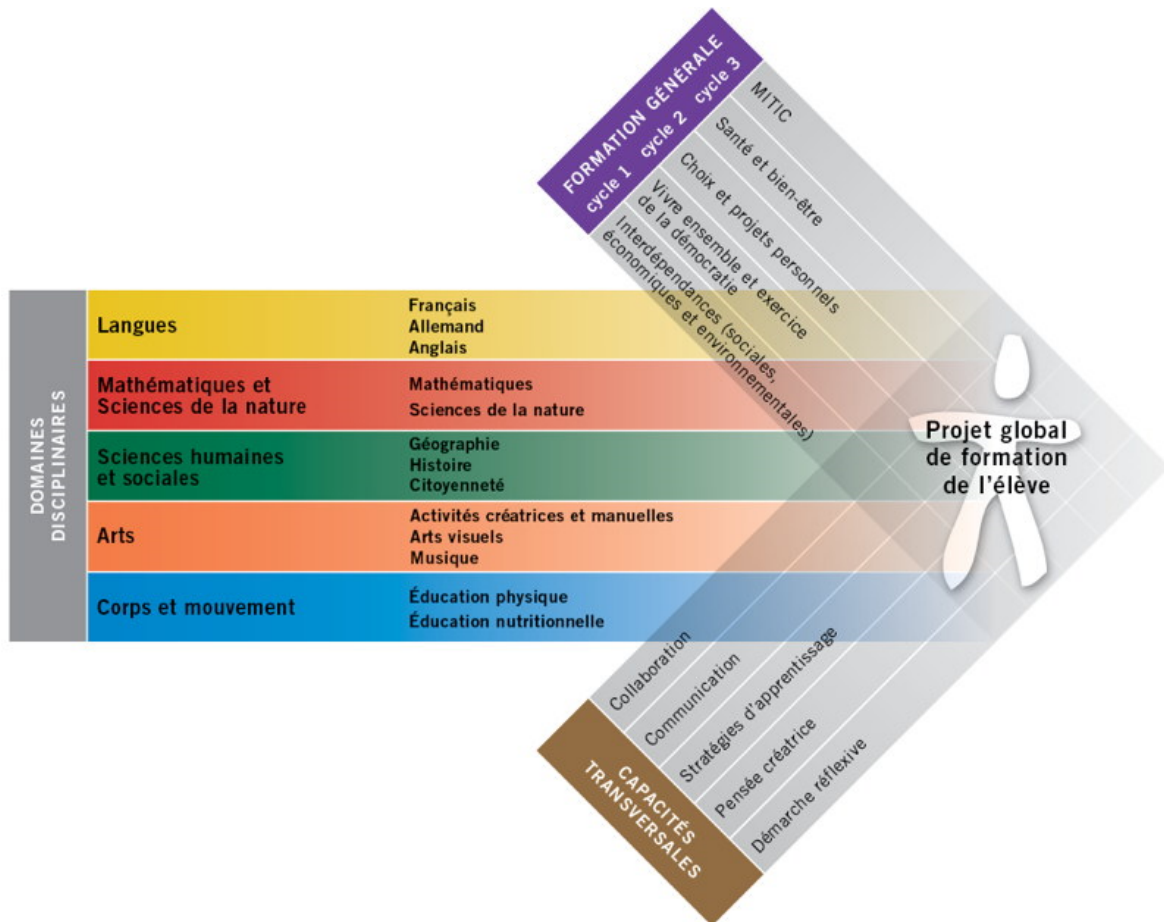 FORMATION GÉNÉRALE
cycle 1 cycle 2 cycle 3
MITIC
Santé et bien-être
Choix et projets personnels
Vivre ensemble et exercice
de la démocratie
Interdépendances (sociales,
économiques et environnementales)
DOMAINES
DISCIPLINAIRES
Langues
Français
Allemand
Anglais
Mathématiques et
Sciences de la nature
Mathématiques
Sciences de la nature
Sciences humaines
et sociales
Géographie
Histoire
Citoyenneté
Arts
Activités créatrices et manuelles
Arts visuels
Musique
Corps et mouvement
Éducation physique
Éducation nutritionnelle
Projet global
de formation
de l'élève
Collaboration
Communication
Stratégies d'apprentissage
Pensée créatrice
Démarche réflexive
CAPACITÉS
TRANSVERSALES